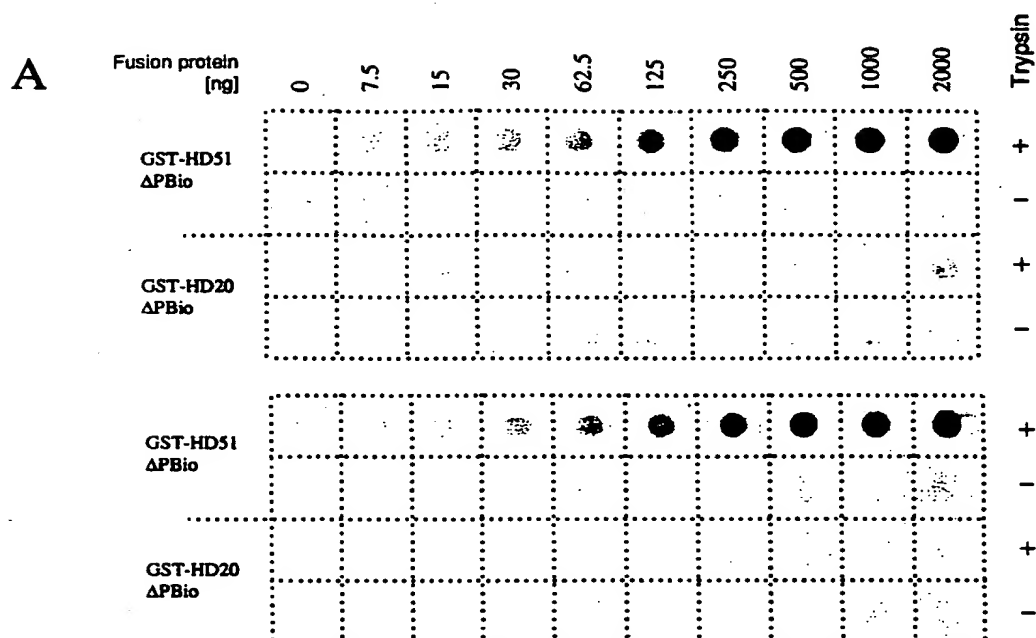 A
Fusion protein
[ng]
0 7.5 15 30 62.5 125 250 500 1000 2000
Trypsin
GST-HD51
ΔPBio
+
-
GST-HD20
ΔPBio
+
-
GST-HD51
ΔPBio
+
-
GST-HD20
ΔPBio
+
-